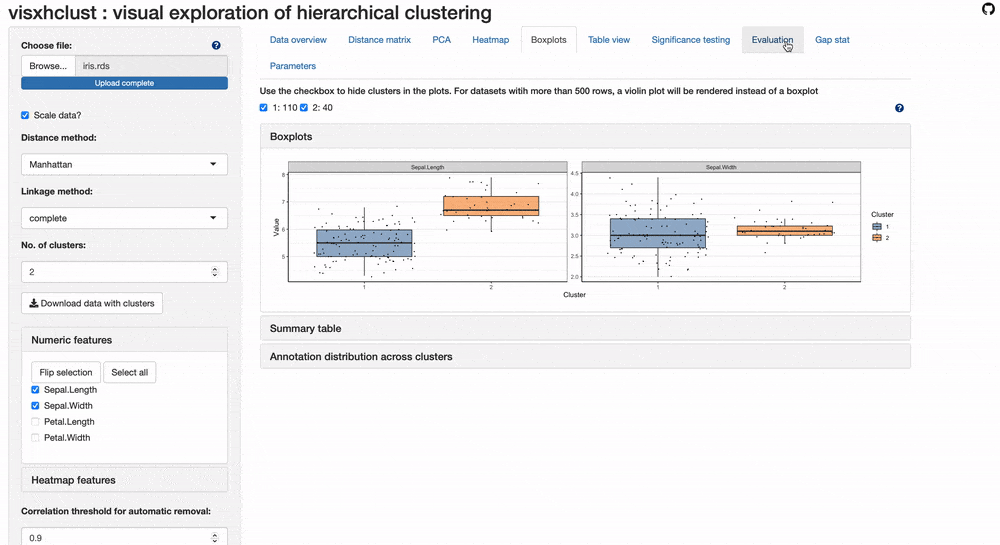 visxhclust : visual exploration of hierarchical clustering
Choose file:
Browse... iris.rds
Upload complete
Scale data?
Distance method:
Manhattan
Linkage method:
complete
No. of clusters:
2
Download data with clusters
Numeric features
Flip selection Select all
Sepal.Length
Sepal.Width
Petal.Length
Petal.Width
Heatmap features
Correlation threshold for automatic removal:
0.9
Data overview Distance matrix PCA Heatmap Boxplots Table view Significance testing Evaluation Gap stat
Parameters
Use the checkbox to hide clusters in the plots. For datasets witih more than 500 rows, a violin plot will be rendered instead of a boxplot
1: 110 2: 40
Boxplots
Sepal.Length Sepal.Width
Value
8
7
6
5
4.5
4.0
3.5
3.0
2.5
2.0
1 2 1 2
Cluster
Cluster
1
2
Summary table
Annotation distribution across clusters